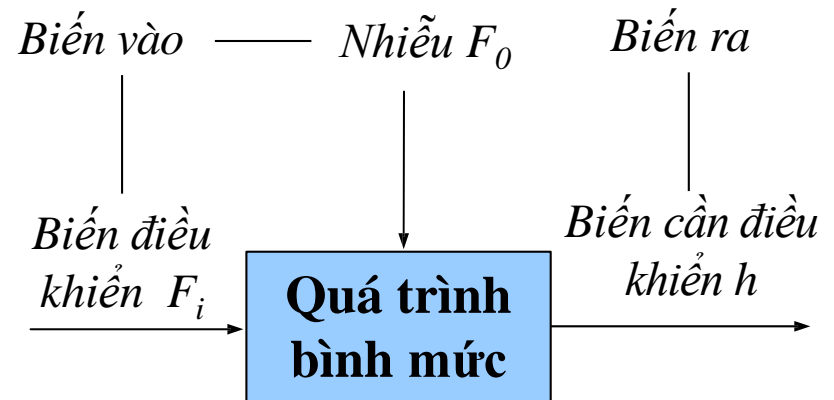 Biến vào
Nhiễu F₀
Biến ra
Biến điều
khiển Fᵢ
Quá trình
bình mức
Biến cần điều
khiển h